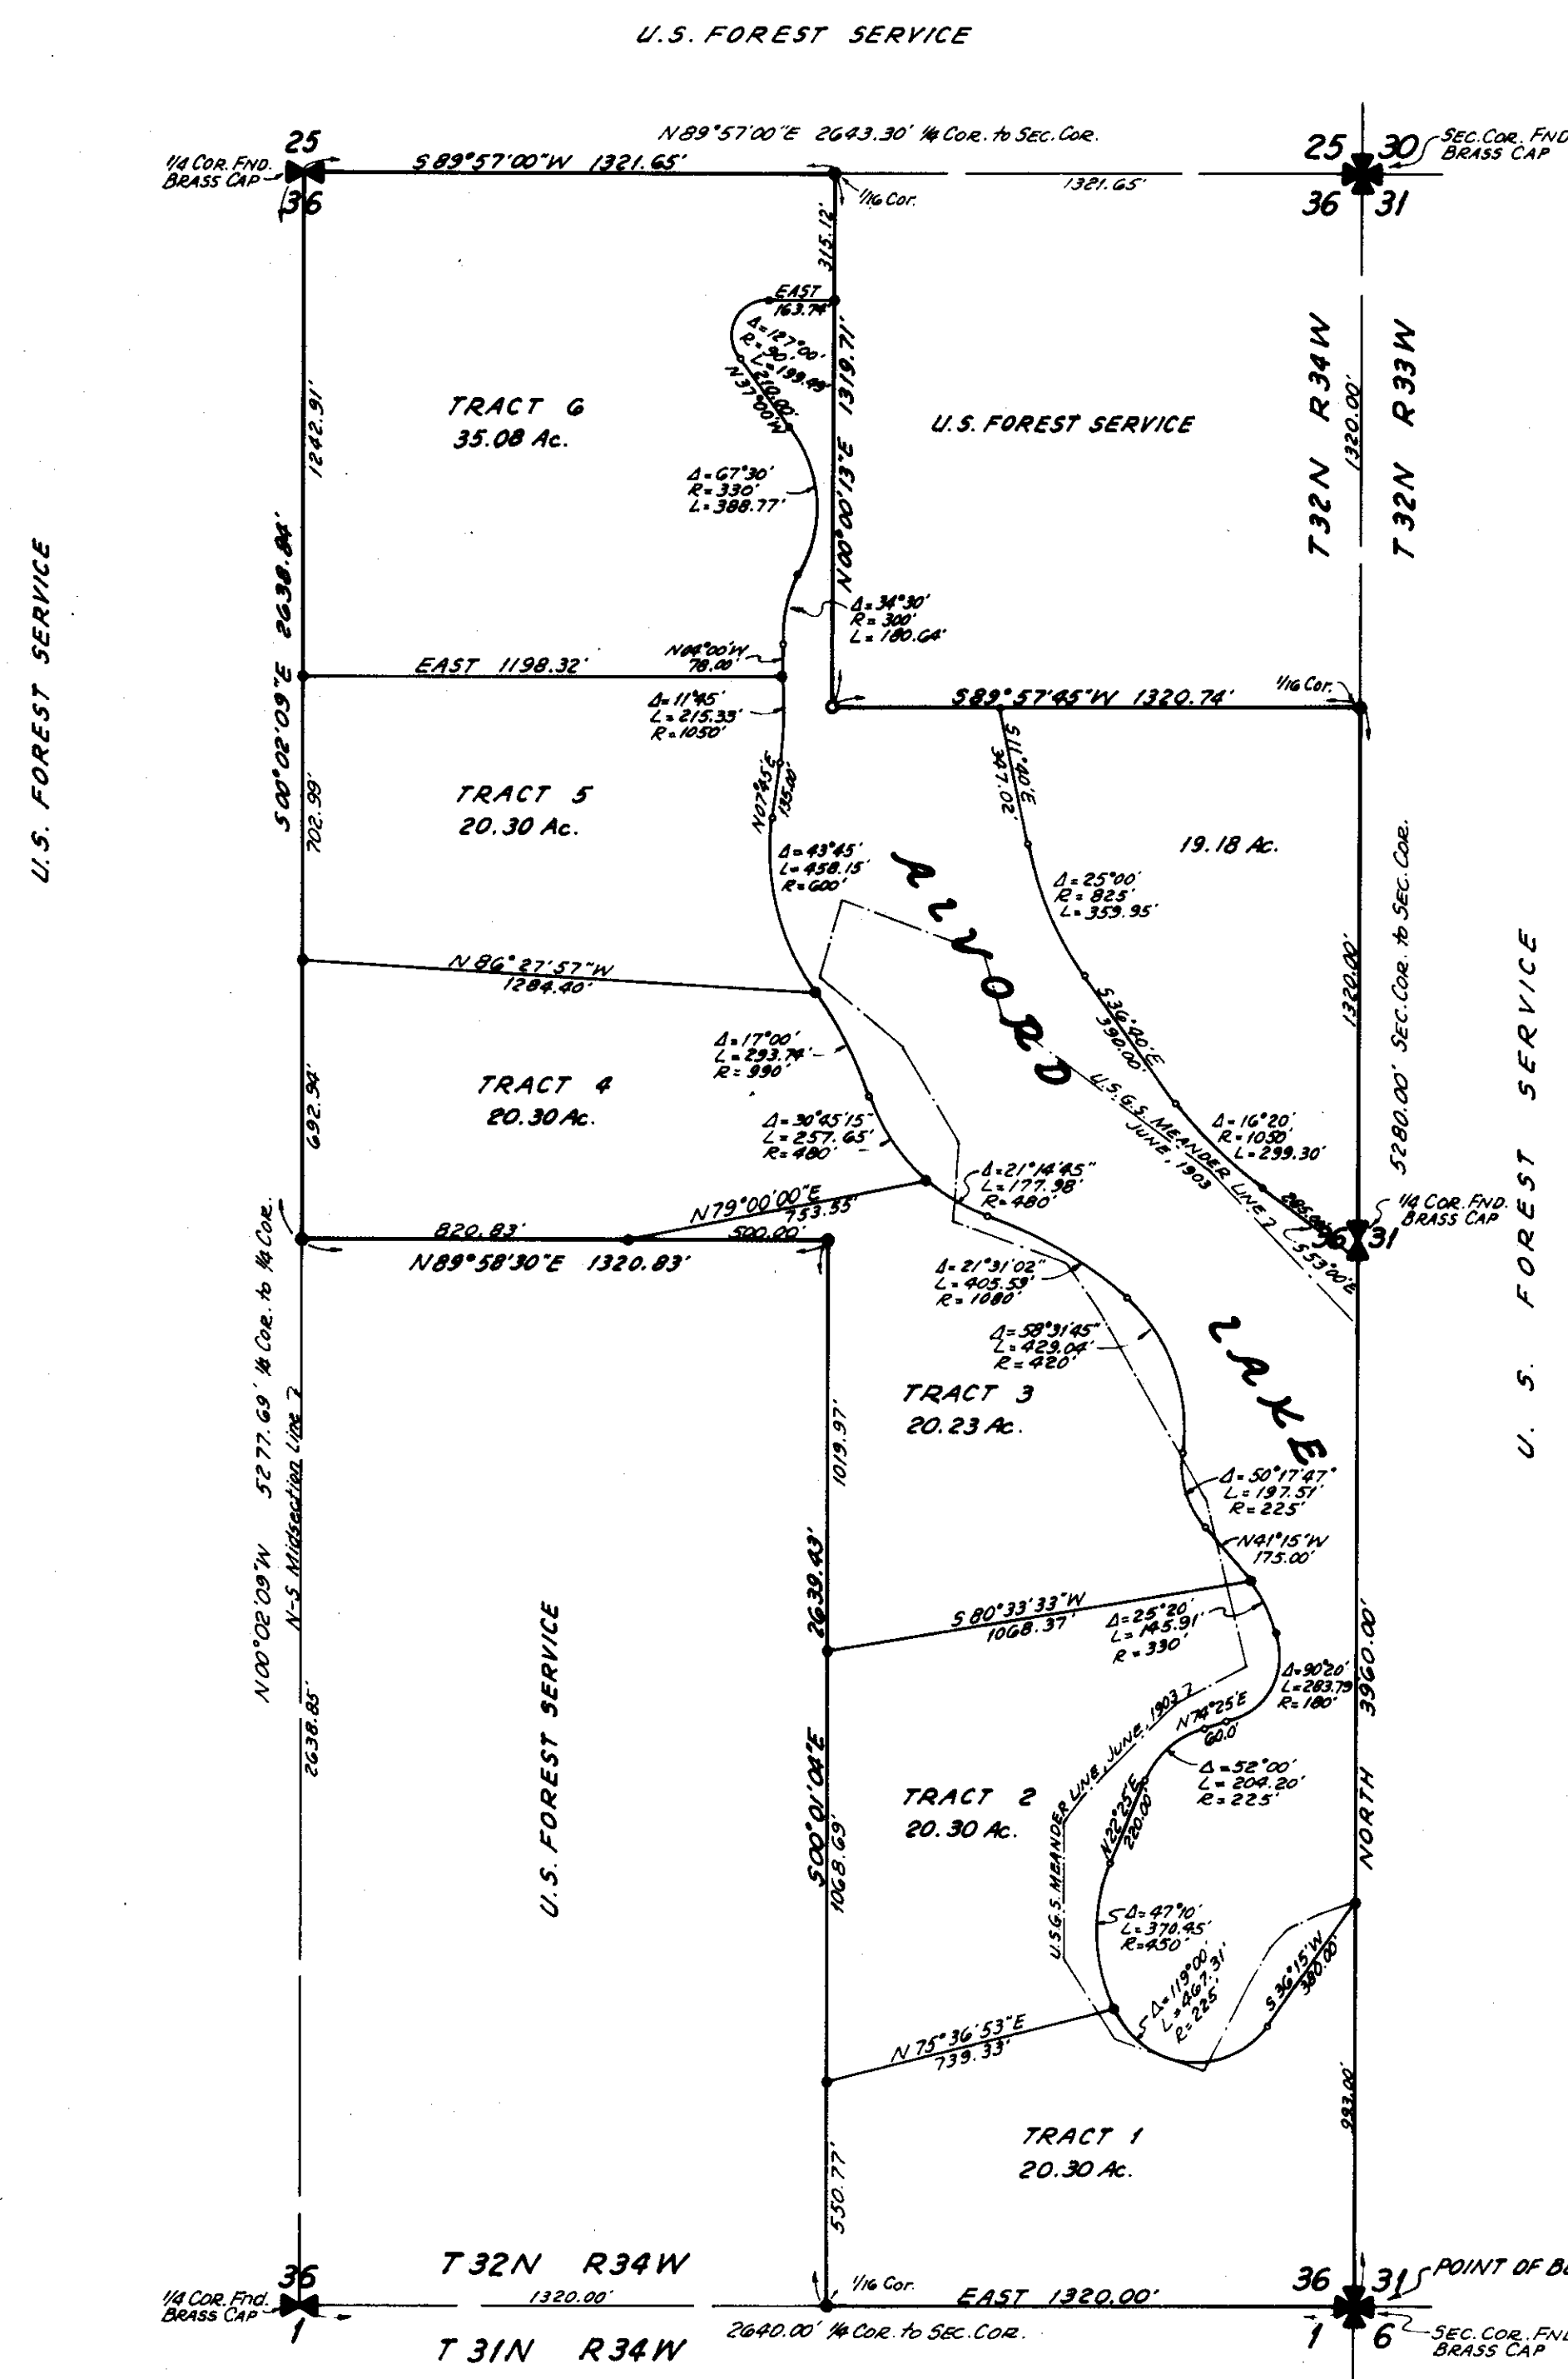 U.S. FOREST SERVICE
N89°57'00"E 2643.30' ¼ COR. to SEC. COR.
25
¼ COR. FND.
BRASS CAP
36
S89°57'00"W 1321.65'
1/16 Cor.
1321.65'
25 30
36 31
SEC. COR. FND
BRASS CAP
315.12'
EAST
163.74'
Δ=127°00'
R=90'
L=199.49'
210.00'
N37°00'W
N00°00'13"E 1319.71'
TRACT 6
35.08 Ac.
U.S. FOREST SERVICE
T32N R34W
1320.00'
T32N R33W
1242.91'
Δ=67°30'
R=330'
L=388.77'
U.S. FOREST SERVICE
S00°02'09"E 2638.84'
Δ=34°30'
R=300'
L=180.64'
N04°00'W
78.00'
EAST 1198.32'
Δ=11°45'
L=215.33'
R=1050'
S89°57'45"W 1320.74'
1/16 Cor.
S11°40'E
347.02'
N07°45'E
135.00'
TRACT 5
20.30 Ac.
702.99'
19.18 Ac.
Δ=43°45'
L=458.15'
R=600'
ALVORD
Δ=25°00'
R=825'
L=359.95'
5280.00' SEC. COR. to SEC. COR.
1320.00'
U. S. FOREST SERVICE
N86°27'57"W
1284.40'
S36°40'E
390.00'
Δ=17°00'
L=293.74'
R=990'
TRACT 4
20.30 Ac.
692.94'
U.S.G.S. MEANDER LINE
JUNE, 1903
Δ=16°20'
R=1050'
L=299.30'
Δ=30°45'15"
L=257.65'
R=480'
Δ=21°14'45"
L=177.98'
R=480'
N79°00'00"E
753.55'
S53°00'E
36 31
¼ COR. FND.
BRASS CAP
820.83'
500.00'
N89°58'30"E 1320.83'
Δ=21°31'02"
L=405.59'
R=1080'
Δ=58°31'45"
L=429.04'
R=420'
LAKE
N00°02'09"W 5277.69' ¼ COR. to ¼ COR.
N-S Midsection Line
TRACT 3
20.23 Ac.
1019.97'
Δ=50°17'47"
L=197.51'
R=225'
N41°15'W
175.00'
2639.43'
S80°33'33"W
1068.37'
Δ=25°20'
L=145.91'
R=330'
3960.00'
Δ=90°20'
L=283.79'
R=180'
U.S. FOREST SERVICE
2638.85'
N74°25'E
60.0'
U.S.G.S. MEANDER LINE, JUNE, 1903
Δ=52°00'
L=204.20'
R=225'
S00°01'04"E
1068.69'
TRACT 2
20.30 Ac.
N22°25'E
220.00'
NORTH
Δ=47°10'
L=370.45'
R=450'
Δ=119°00'
L=467.31'
R=225'
S36°15'W
380.00'
N75°36'53"E
739.33'
993.00'
TRACT 1
20.30 Ac.
550.77'
T32N R34W
36
¼ COR. Fnd.
BRASS CAP
1
1320.00'
1/16 Cor.
EAST 1320.00'
36 31
POINT OF BE
2640.00' ¼ COR. to SEC. COR.
T 31N R34W
1 6
SEC. COR. FND
BRASS CAP